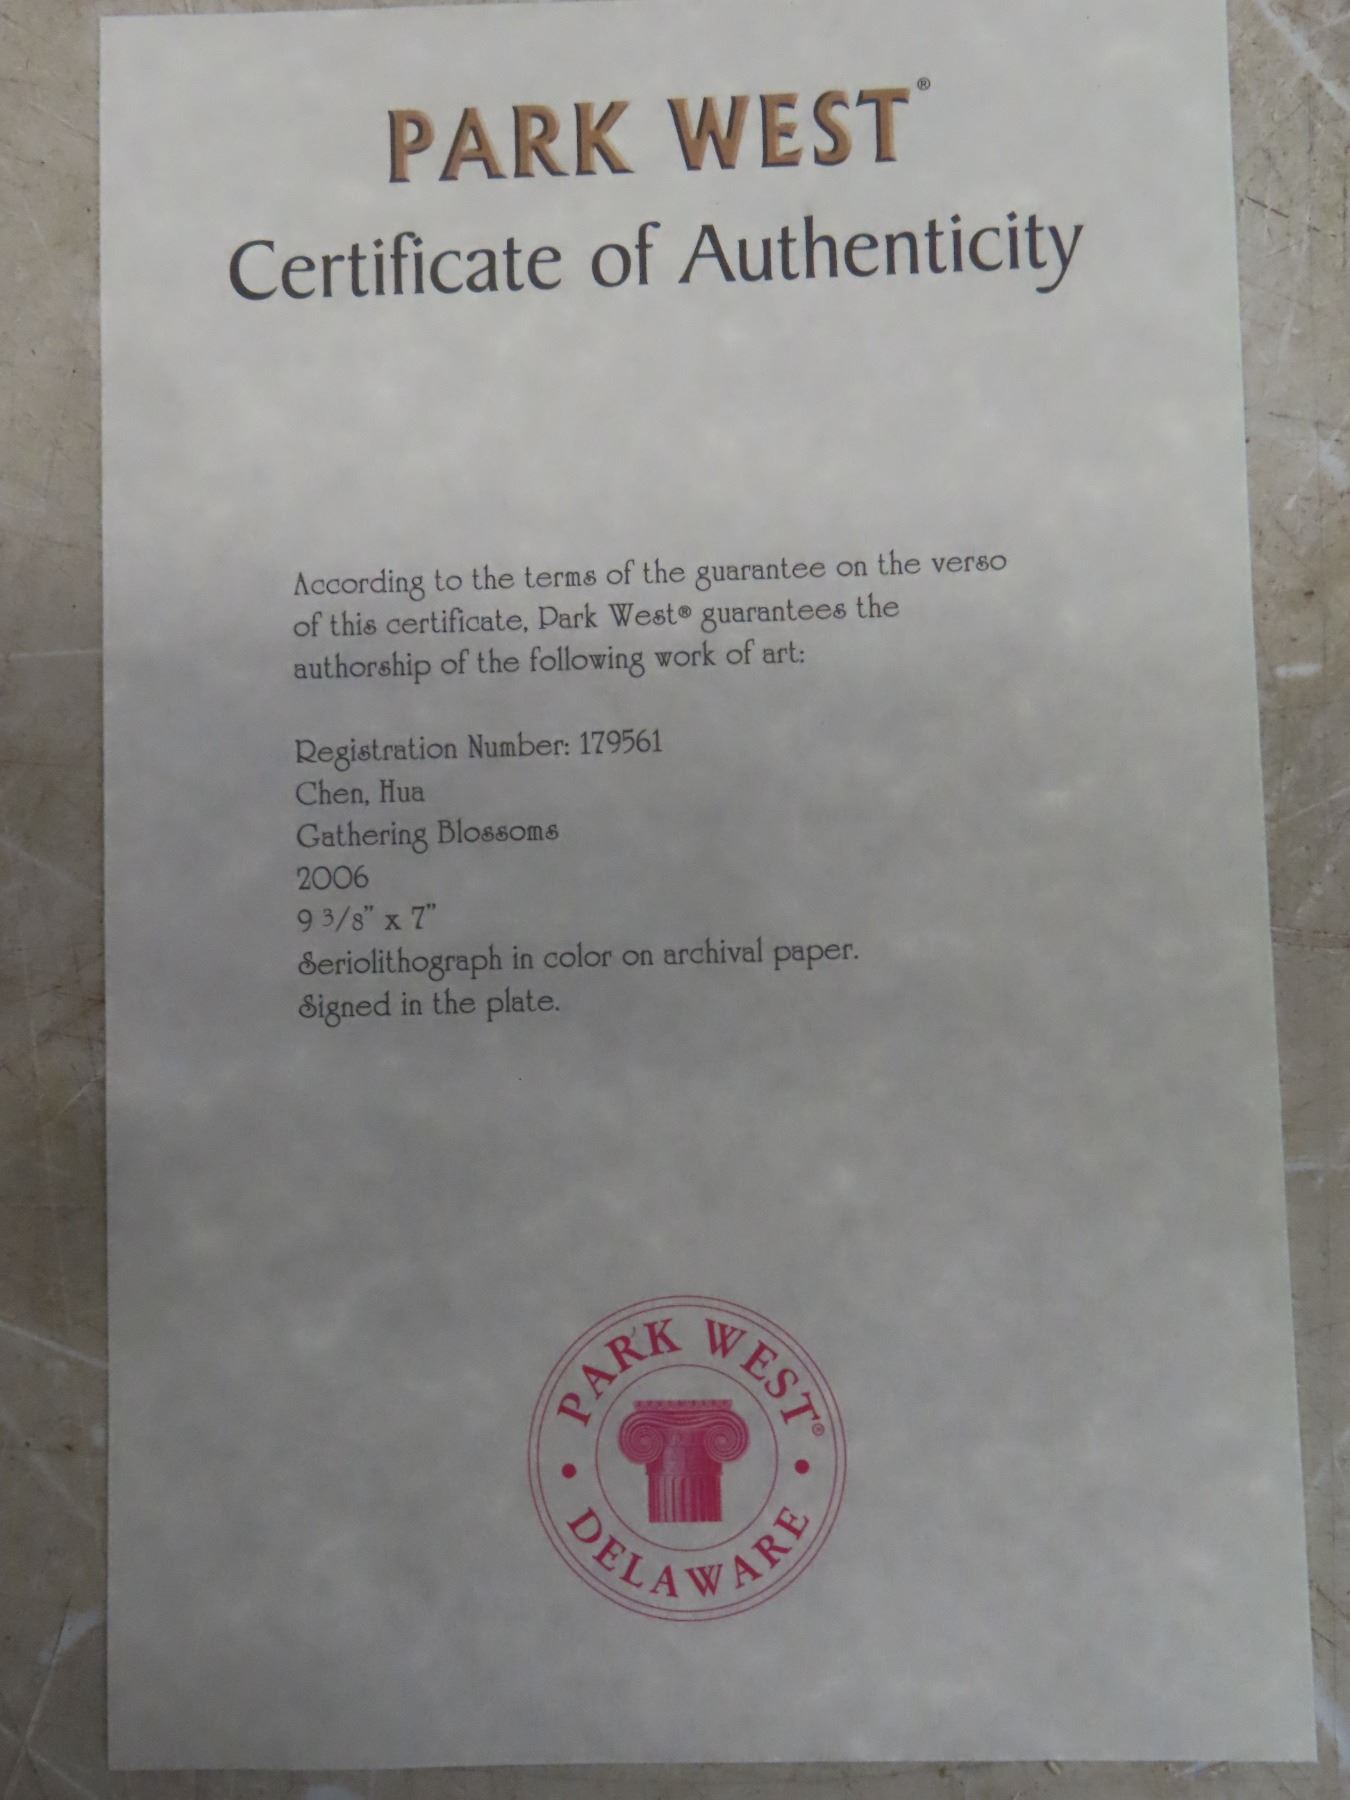 PARK WEST®
Certificate of Authenticity
According to the terms of the guarantee on the verso
of this certificate, Park West® guarantees the
authorship of the following work of art:
Registration Number: 179561
Chen, Hua
Gathering Blossoms
2006
9 3/8" x 7"
Seriolithograph in color on archival paper.
Signed in the plate.
PARK WEST®
• DELAWARE •